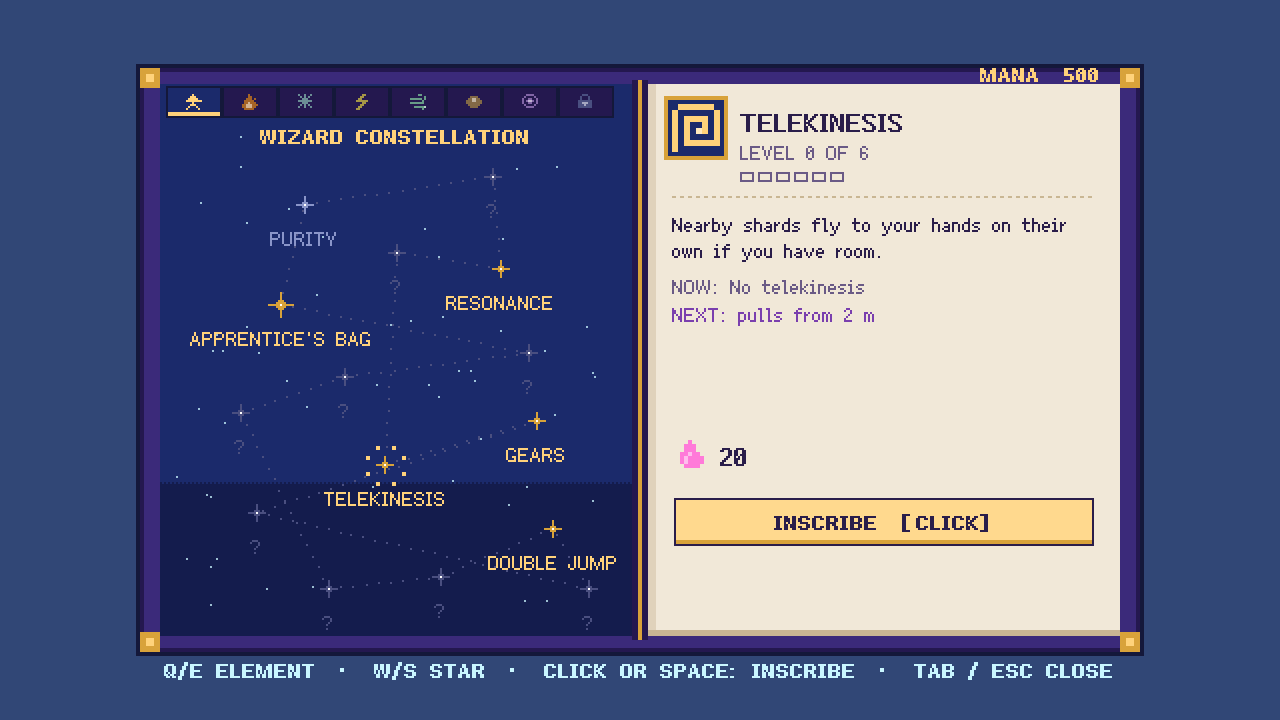 MANA 500
WIZARD CONSTELLATION
?
PURITY
?
RESONANCE
APPRENTICE'S BAG
?
?
?
GEARS
TELEKINESIS
?
DOUBLE JUMP
?
?
?
TELEKINESIS
LEVEL 0 OF 6
Nearby shards fly to your hands on their
own if you have room.
NOW: No telekinesis
NEXT: pulls from 2 m
20
INSCRIBE [CLICK]
Q/E ELEMENT · W/S STAR · CLICK OR SPACE: INSCRIBE · TAB / ESC CLOSE